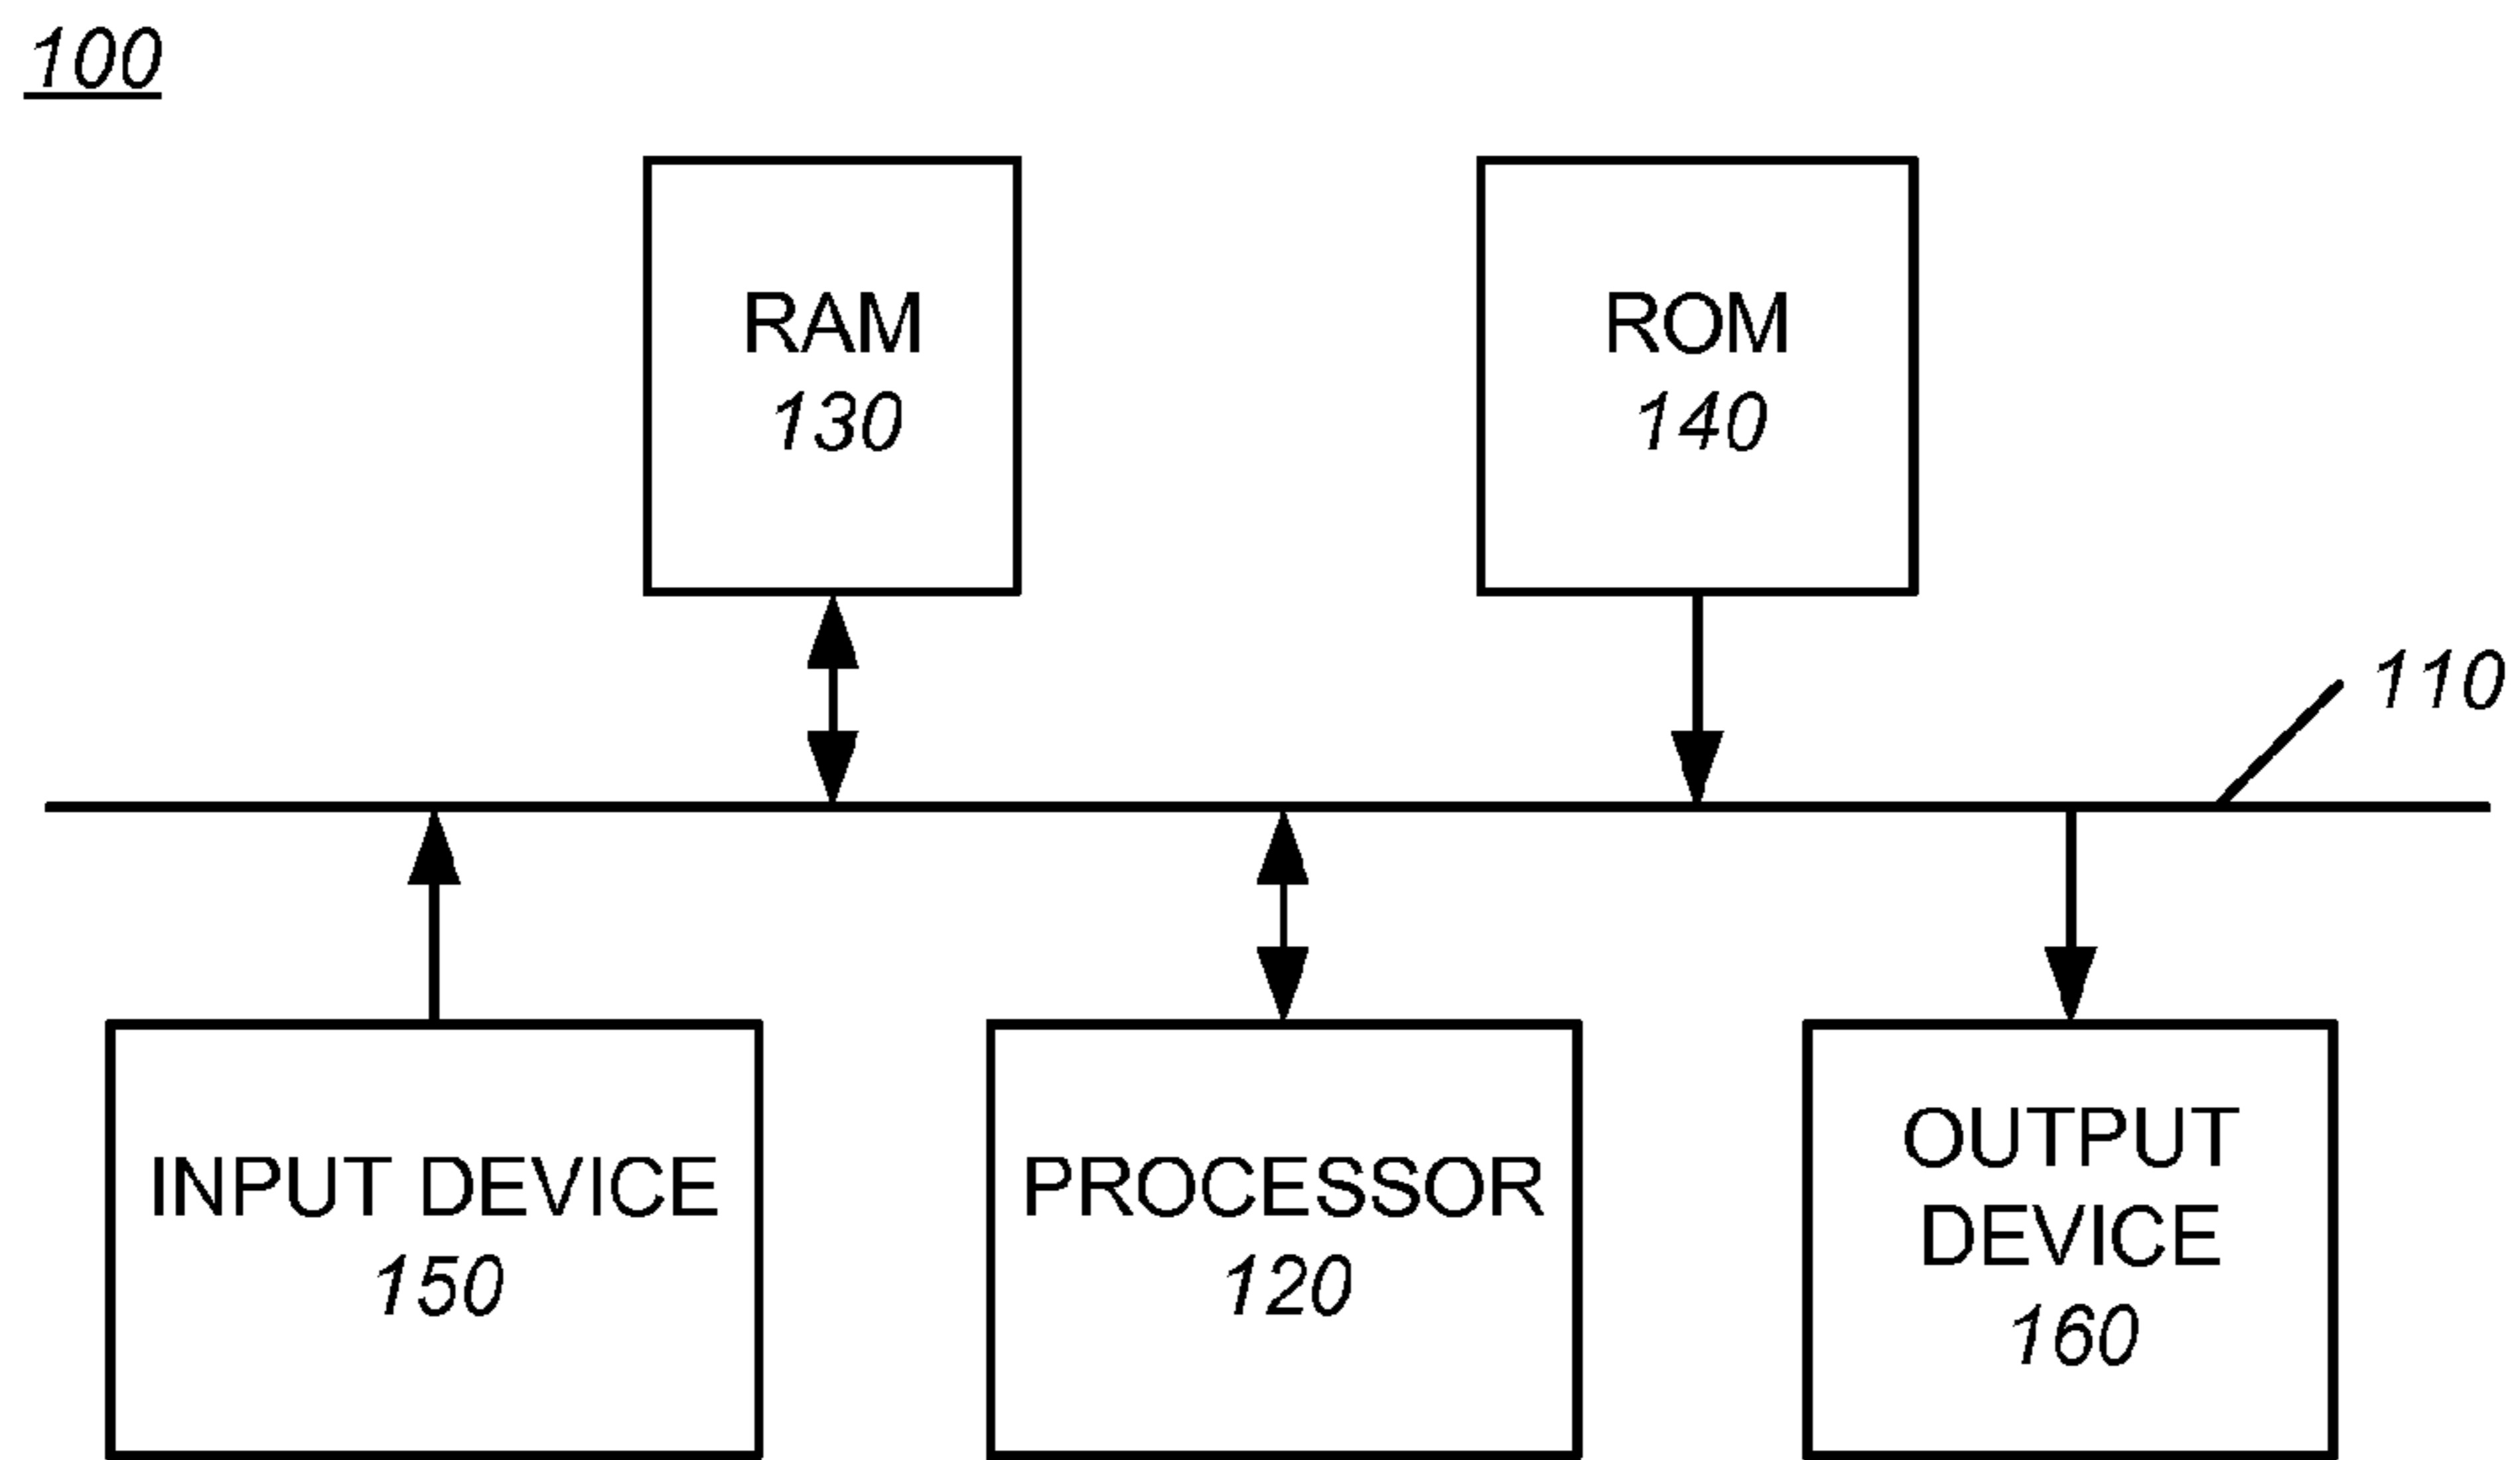 100
RAM
130
ROM
140
110
INPUT DEVICE
150
PROCESSOR
120
OUTPUT
DEVICE
160